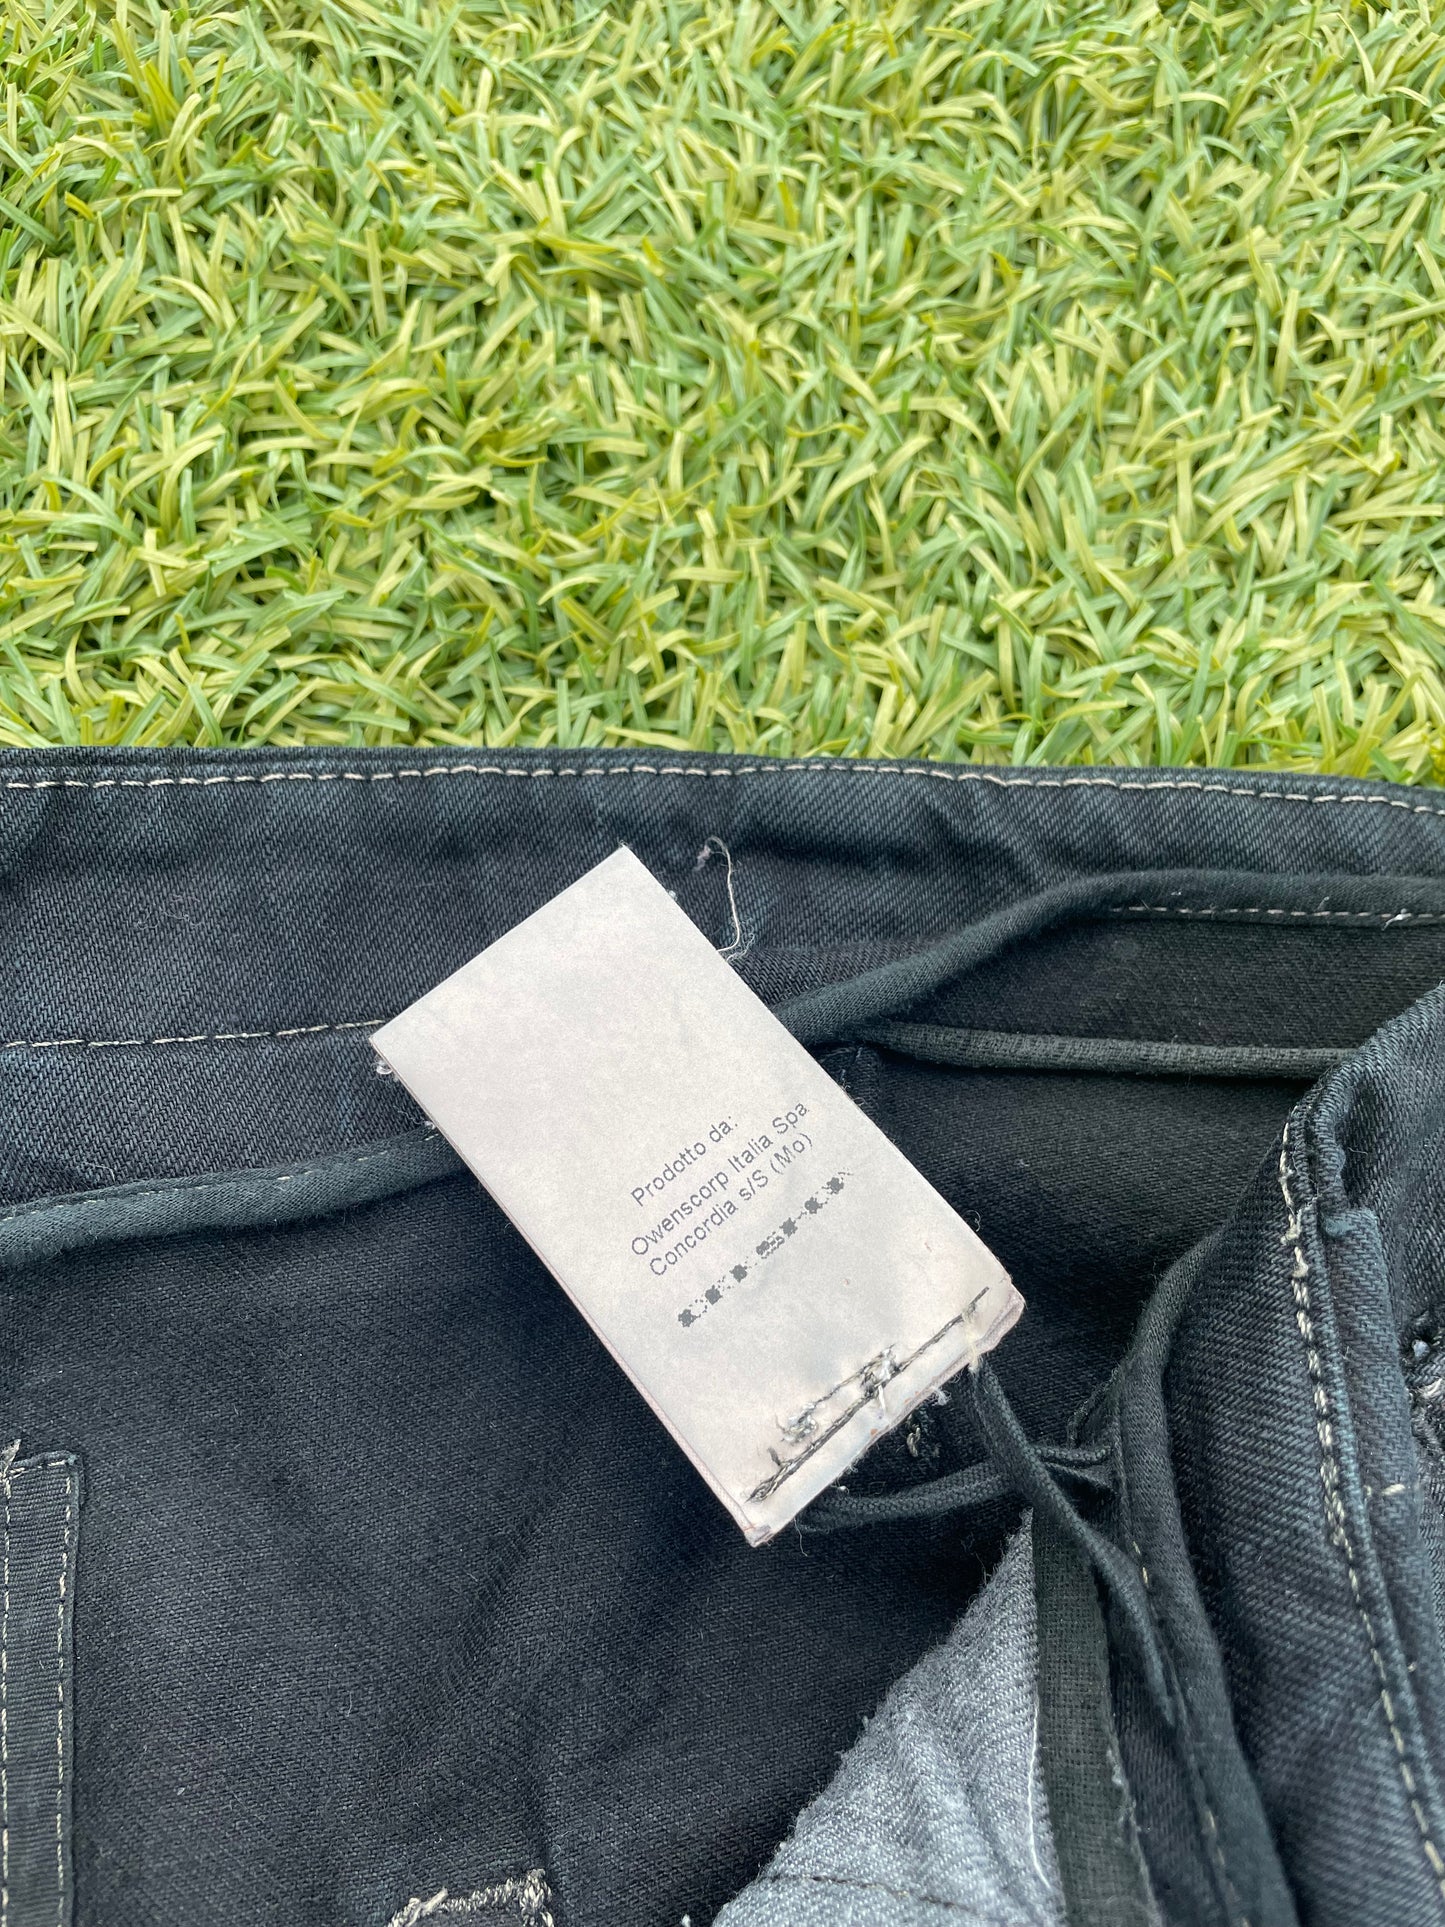 Prodotto da:
Owenscorp Italia Spa
Concordia s/S (Mo)